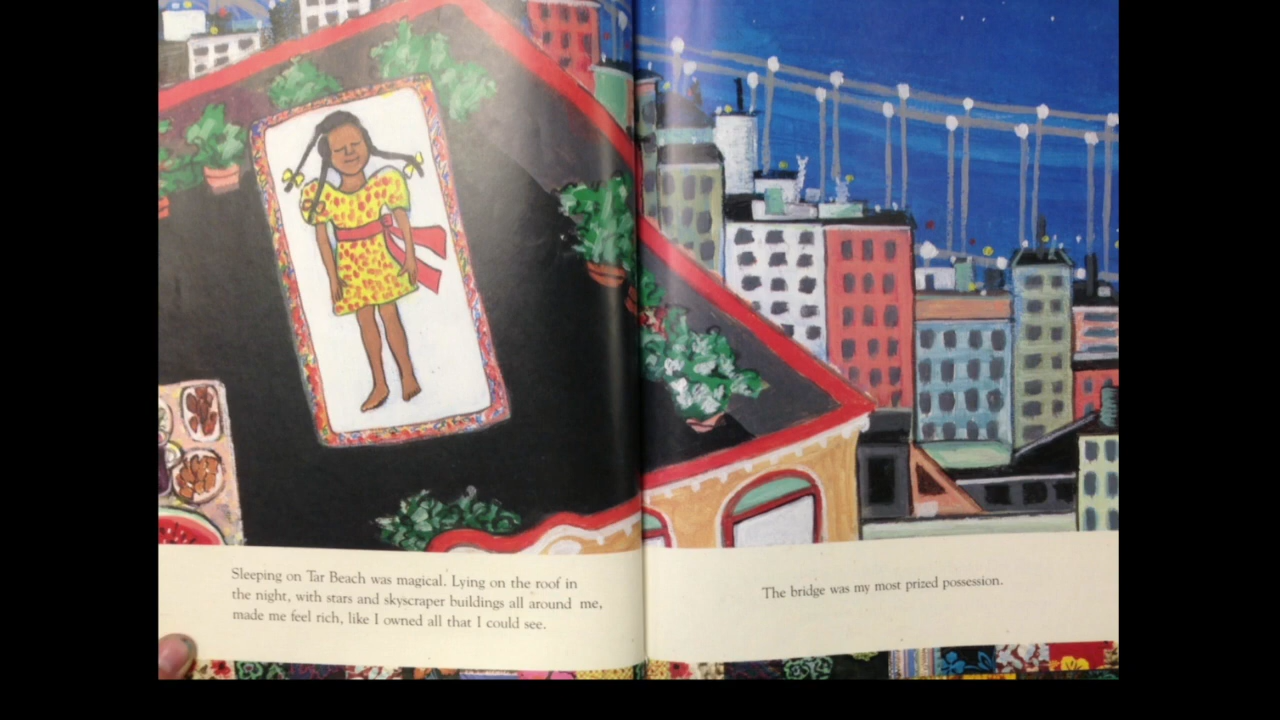 Sleeping on Tar Beach was magical. Lying on the roof in
the night, with stars and skyscraper buildings all around me,
made me feel rich, like I owned all that I could see.
The bridge was my most prized possession.